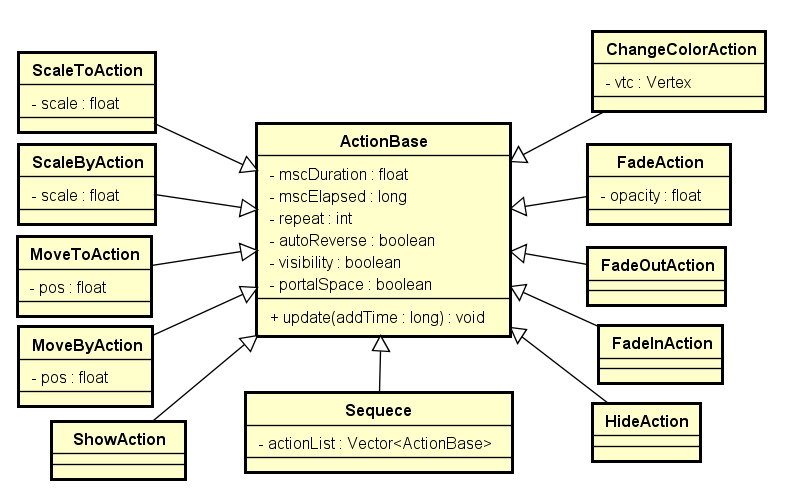 ScaleToAction
- scale : float
ScaleByAction
- scale : float
MoveToAction
- pos : float
MoveByAction
- pos : float
ShowAction
ActionBase
- mscDuration : float
- mscElapsed : long
- repeat : int
- autoReverse : boolean
- visibility : boolean
- portalSpace : boolean
+ update(addTime : long) : void
Sequece
- actionList : Vector<ActionBase>
ChangeColorAction
- vtc : Vertex
FadeAction
- opacity : float
FadeOutAction
FadeInAction
HideAction